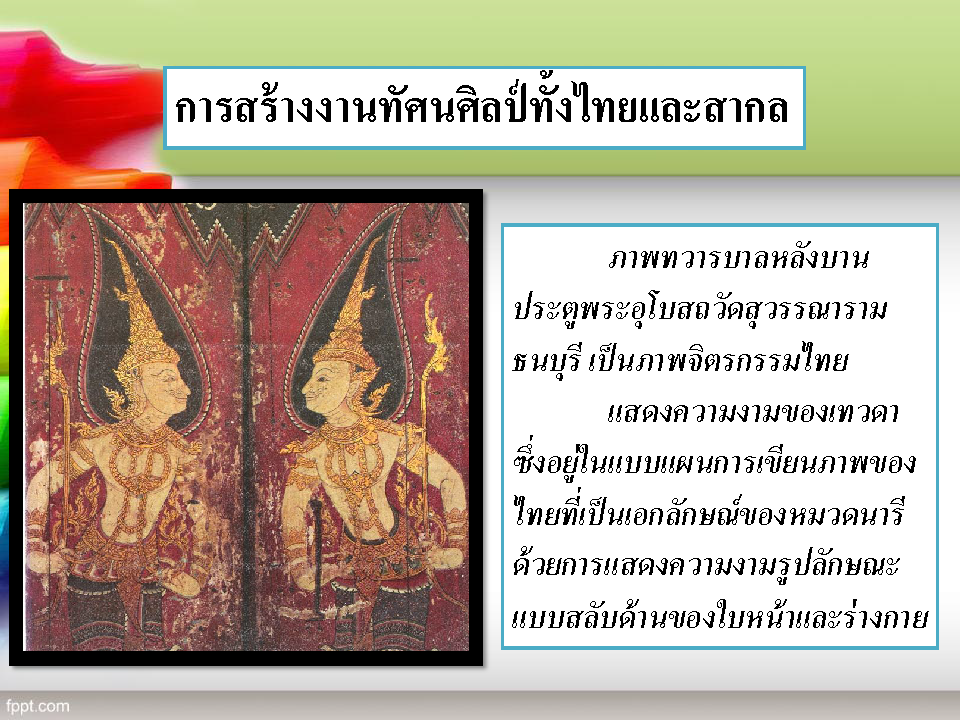 การสร้างงานทัศนศิลป์ทั้งไทยและสากล
ภาพทวารบาลหลังบาน
ประตูพระอุโบสถวัดสุวรรณาราม
ธนบุรี เป็นภาพจิตรกรรมไทย
แสดงความงามของเทวดา
ซึ่งอยู่ในแบบแผนการเขียนภาพของ
ไทยที่เป็นเอกลักษณ์ของหมวดนารี
ด้วยการแสดงความงามรูปลักษณะ
แบบสลับด้านของใบหน้าและร่างกาย
fppt.com